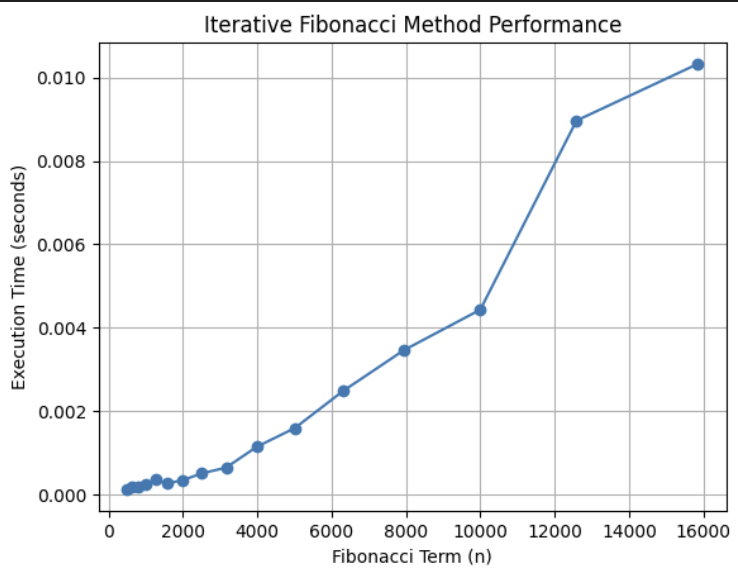 Iterative Fibonacci Method Performance
Execution Time (seconds)
0.010
0.008
0.006
0.004
0.002
0.000
0 2000 4000 6000 8000 10000 12000 14000 16000
Fibonacci Term (n)